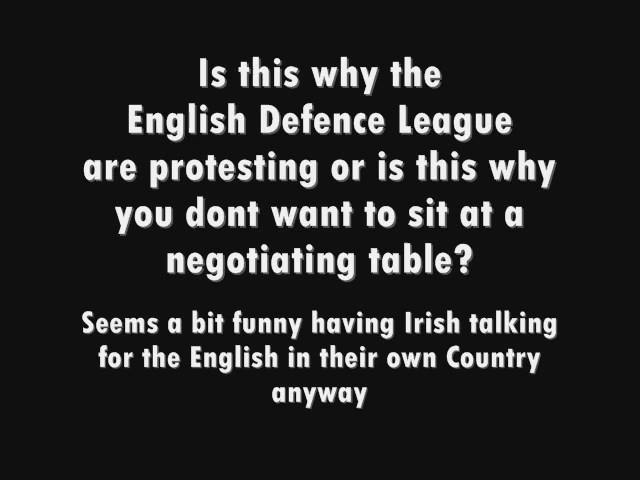 Is this why the
English Defence League
are protesting or is this why
you dont want to sit at a
negotiating table?
Seems a bit funny having Irish talking
for the English in their own Country
anyway